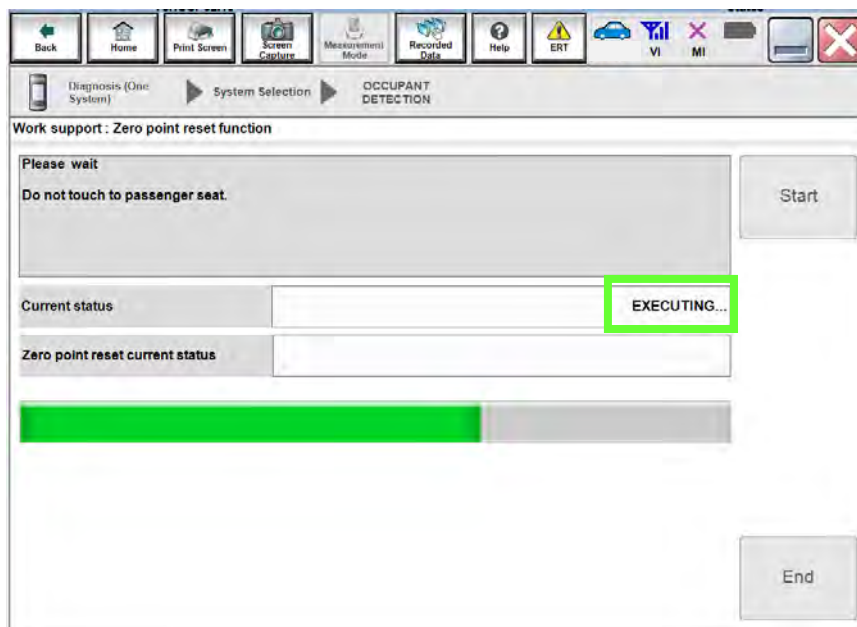 Back
Home
Print Screen
Screen
Capture
Measurement
Mode
Recorded
Data
Help
ERT
VI
MI
Diagnosis (One
System)
System Selection
OCCUPANT
DETECTION
Work support : Zero point reset function
Please wait
Do not touch to passenger seat.
Start
Current status
EXECUTING...
Zero point reset current status
End